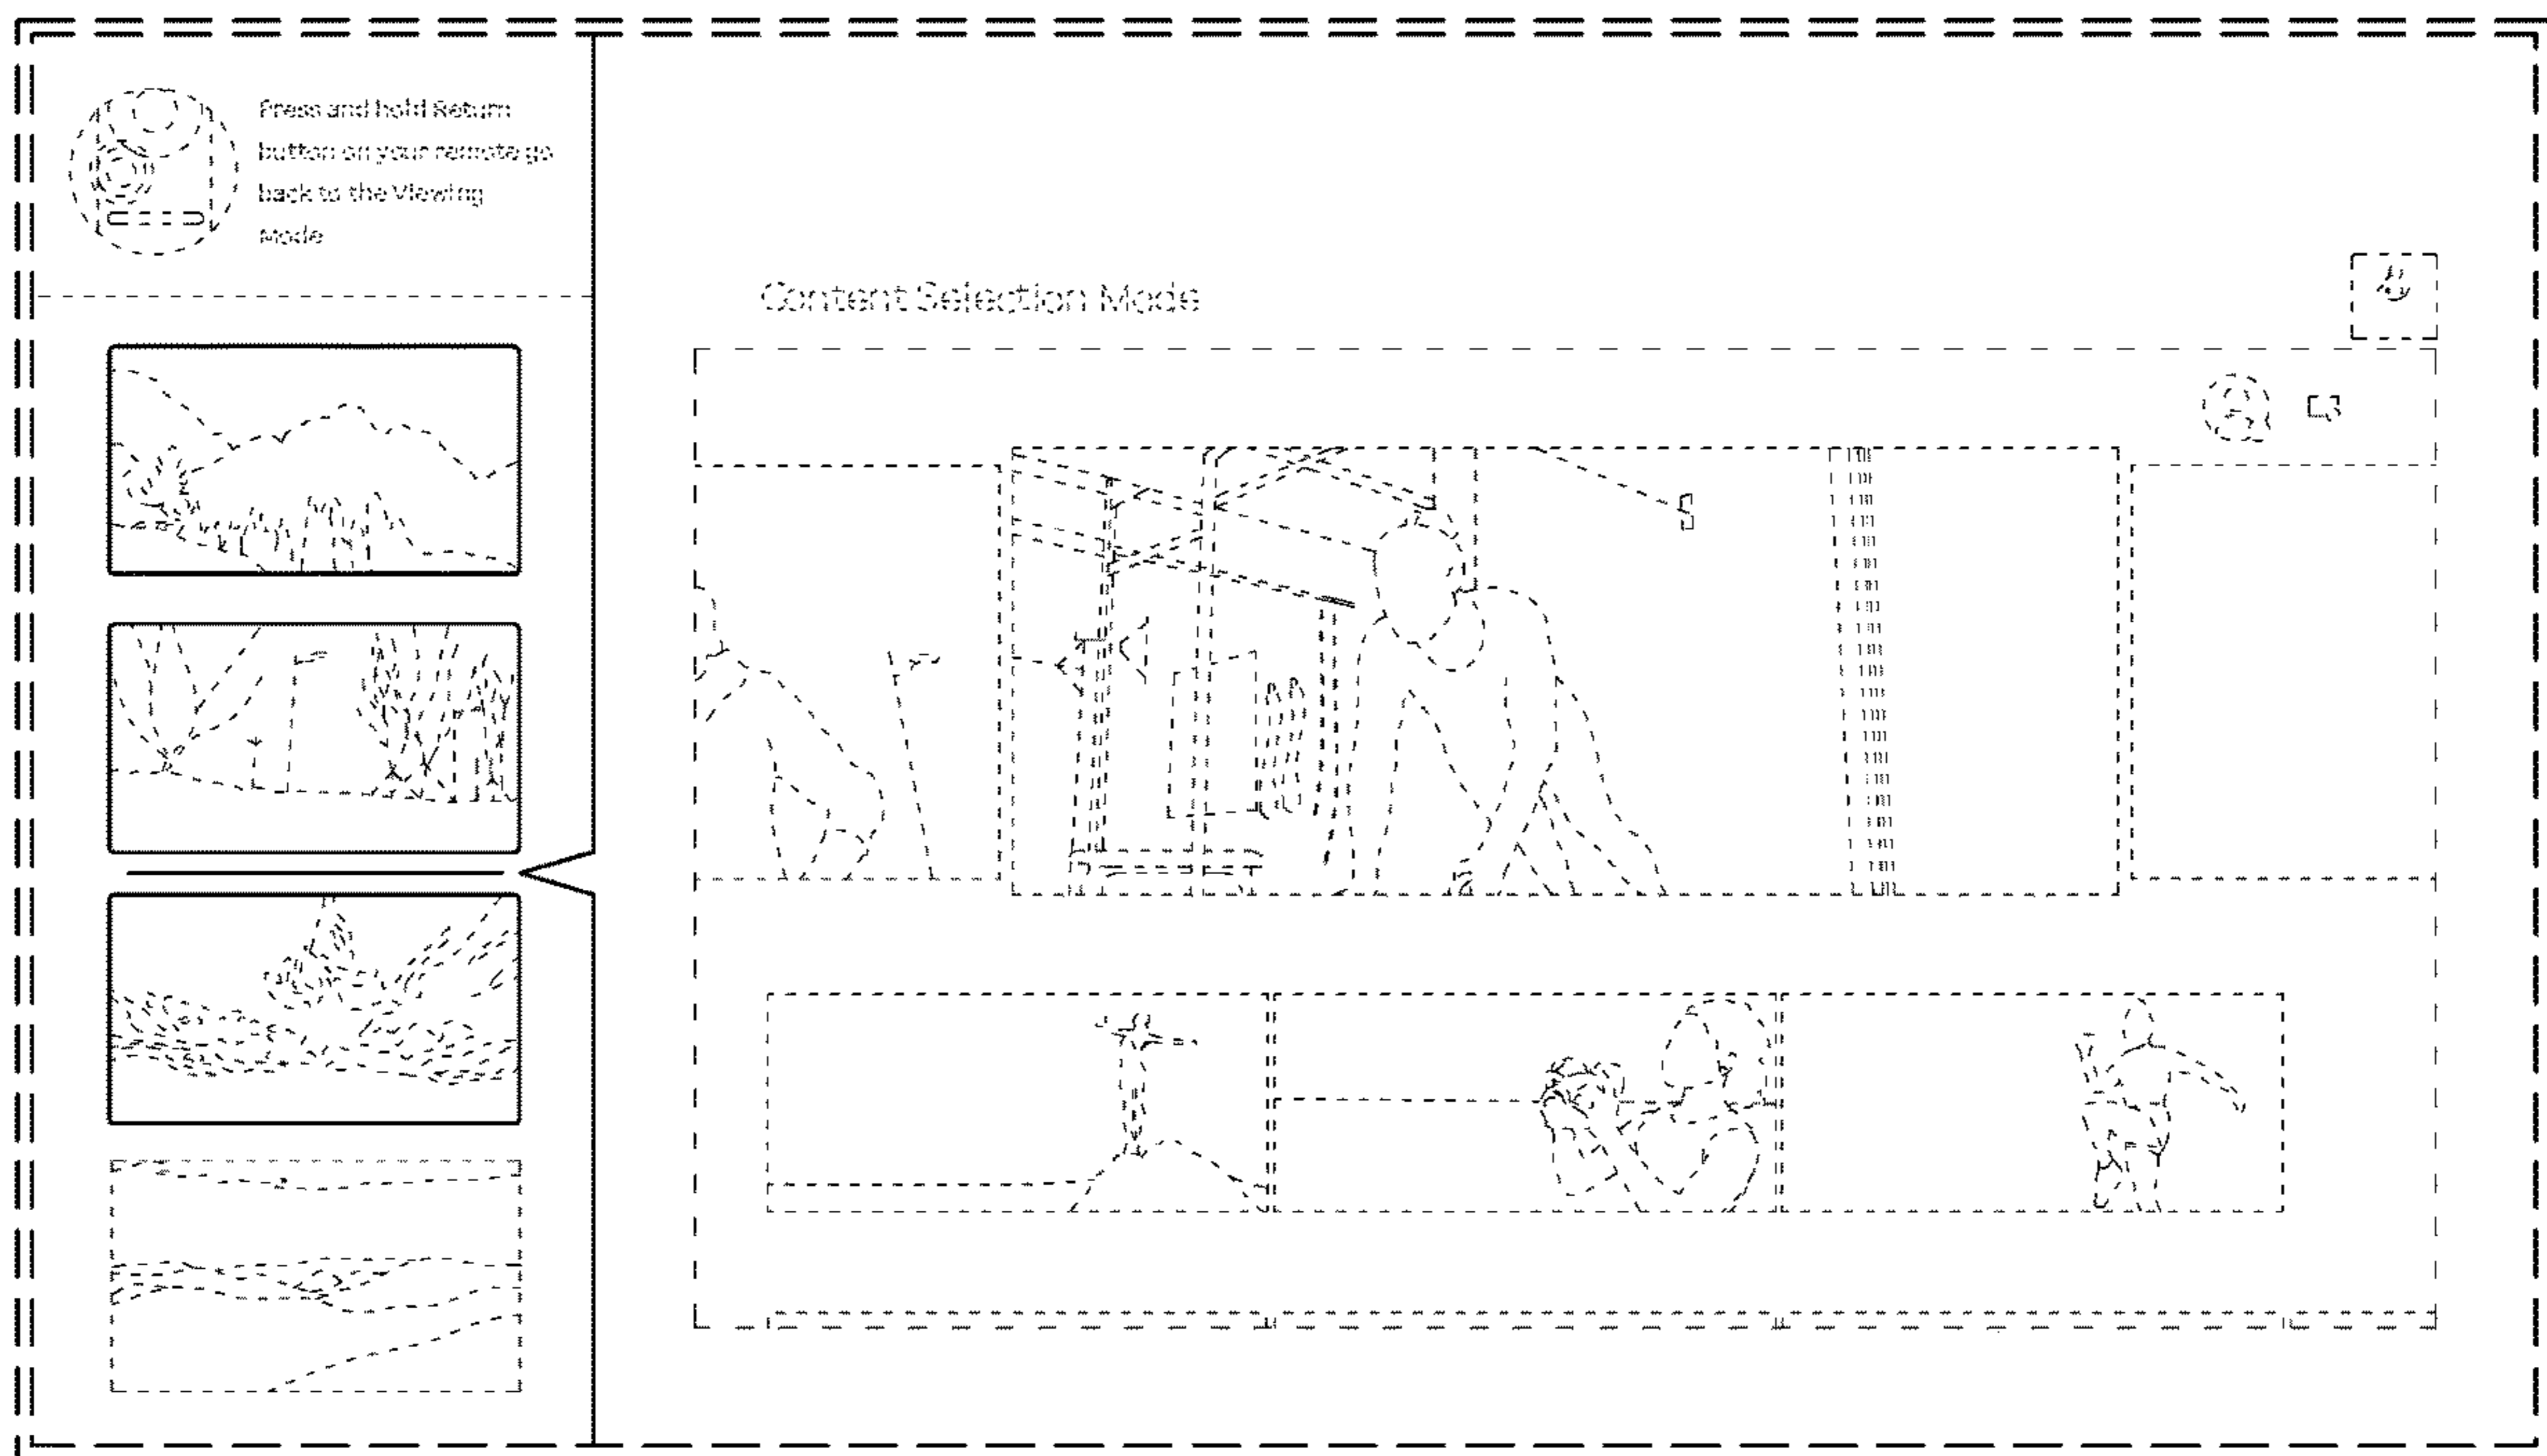 Press and hold Return
button on your remote go
back to the Viewing
Mode
Content Selection Mode